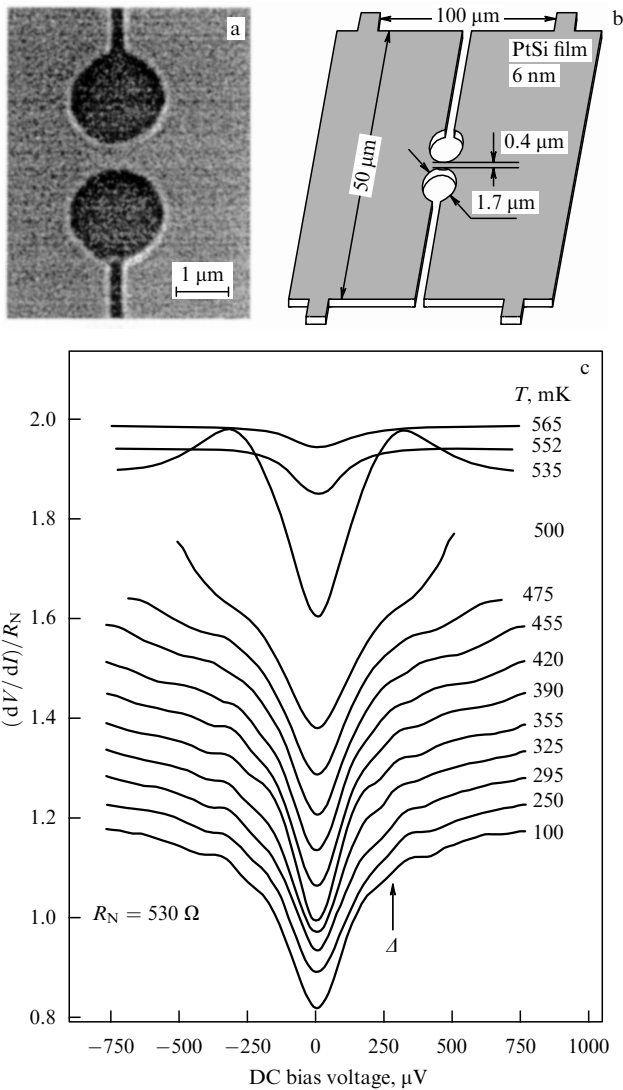 a
1 μm
b
100 μm
PtSi film
6 nm
50 μm
0.4 μm
1.7 μm
c
T, mK
565
552
535
500
475
455
420
390
355
325
295
250
100
2.0
1.8
1.6
1.4
1.2
1.0
0.8
(dV/dI)/R_N
R_N = 530 Ω
Δ
−750 −500 −250 0 250 500 750 1000
DC bias voltage, μV